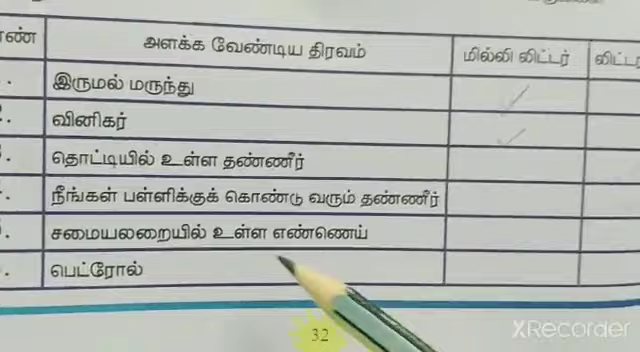 அளக்க வேண்டிய திரவம் மில்லி லிட்டர்
இருமல் மருந்து
வினிகர்
தொட்டியில் உள்ள தண்ணீர்
நீங்கள் பள்ளிக்குக் கொண்டு வரும் தண்ணீர்
சமையலறையில் உள்ள எண்ணெய்
பெட்ரோல்
32
XRecorder